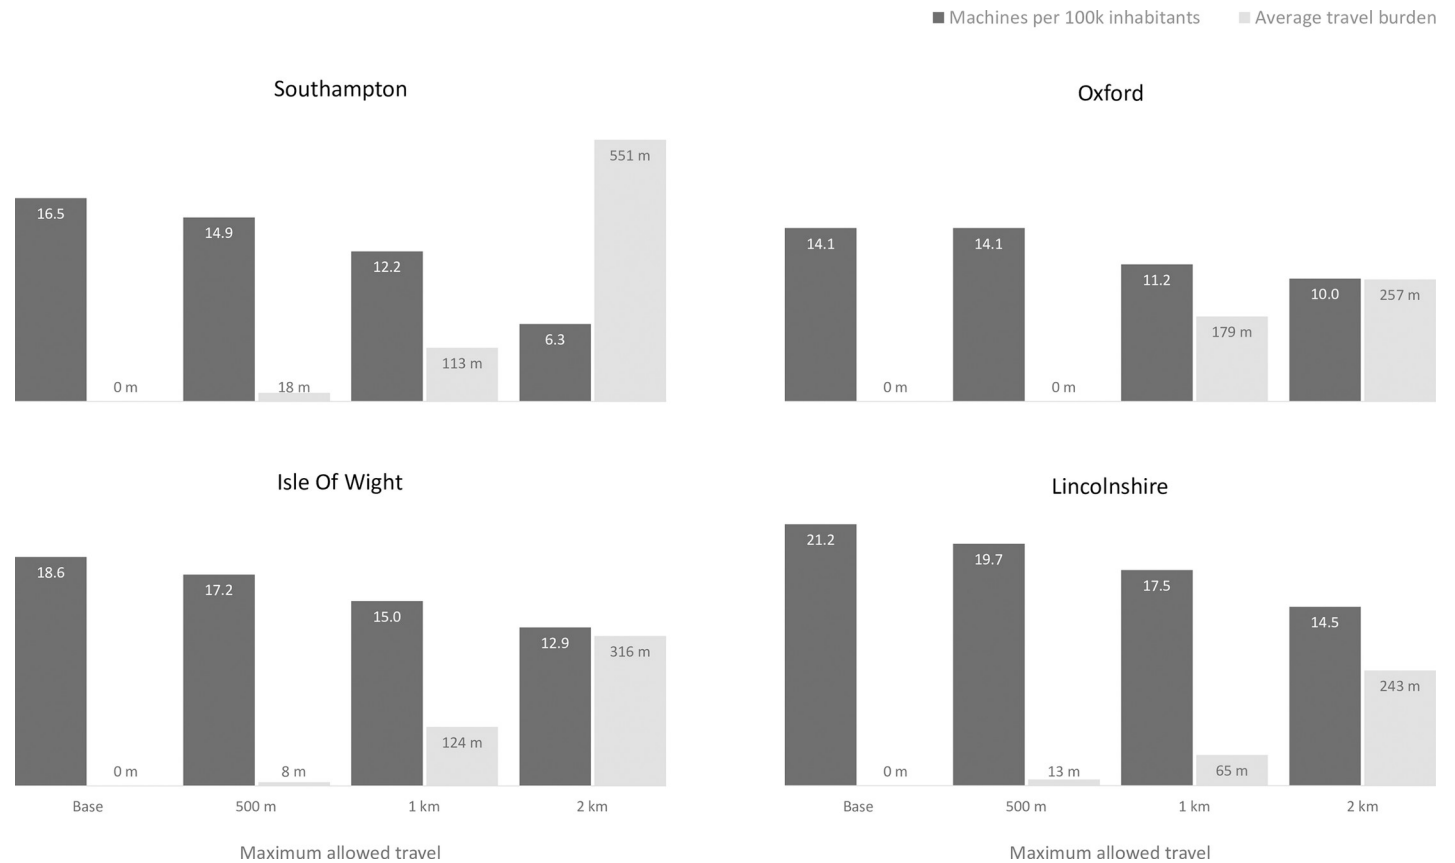 Machines per 100k inhabitants Average travel burden
Southampton
16.5 0 m 14.9 18 m 12.2 113 m 6.3 551 m
Oxford
14.1 0 m 14.1 0 m 11.2 179 m 10.0 257 m
Isle Of Wight
18.6 0 m 17.2 8 m 15.0 124 m 12.9 316 m
Base 500 m 1 km 2 km
Maximum allowed travel
Lincolnshire
21.2 0 m 19.7 13 m 17.5 65 m 14.5 243 m
Base 500 m 1 km 2 km
Maximum allowed travel